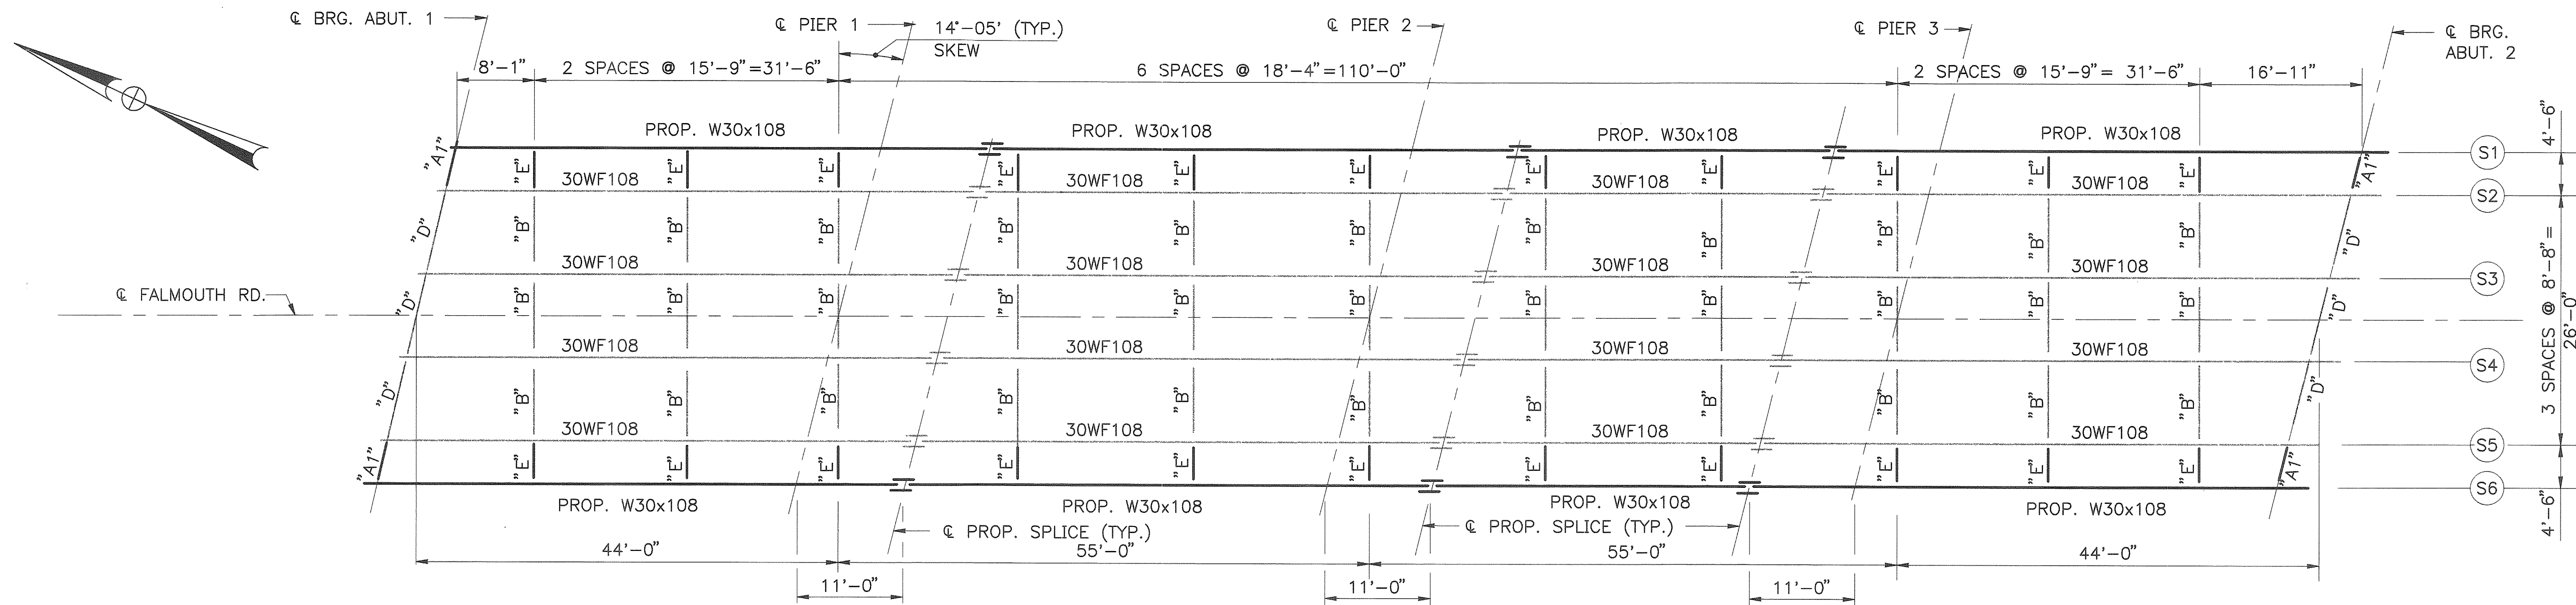 ℄ BRG. ABUT. 1
℄ PIER 1
14°-05' (TYP.)
SKEW
℄ PIER 2
℄ PIER 3
℄ BRG.
ABUT. 2
8'-1"
2 SPACES @ 15'-9"=31'-6"
6 SPACES @ 18'-4"=110'-0"
2 SPACES @ 15'-9"= 31'-6"
16'-11"
4'-6"
PROP. W30x108
PROP. W30x108
PROP. W30x108
PROP. W30x108
"A1"
"E"
"E"
"E"
"E"
"E"
"E"
"E"
"E"
"E"
"E"
"E"
"A1"
S1
30WF108
30WF108
30WF108
30WF108
S2
"D"
"B"
"B"
"B"
"B"
"B"
"B"
"B"
"B"
"B"
"B"
"B"
"D"
30WF108
30WF108
30WF108
30WF108
S3
℄ FALMOUTH RD.
"D"
"B"
"B"
"B"
"B"
"B"
"B"
"B"
"B"
"B"
"B"
"B"
"D"
3 SPACES @ 8'-8"=
26'-0"
30WF108
30WF108
30WF108
30WF108
S4
"D"
"B"
"B"
"B"
"B"
"B"
"B"
"B"
"B"
"B"
"B"
"B"
"D"
30WF108
30WF108
30WF108
30WF108
S5
"A1"
"E"
"E"
"E"
"E"
"E"
"E"
"E"
"E"
"E"
"E"
"E"
"A1"
S6
4'-6"
PROP. W30x108
PROP. W30x108
PROP. W30x108
PROP. W30x108
℄ PROP. SPLICE (TYP.)
℄ PROP. SPLICE (TYP.)
44'-0"
55'-0"
55'-0"
44'-0"
11'-0"
11'-0"
11'-0"